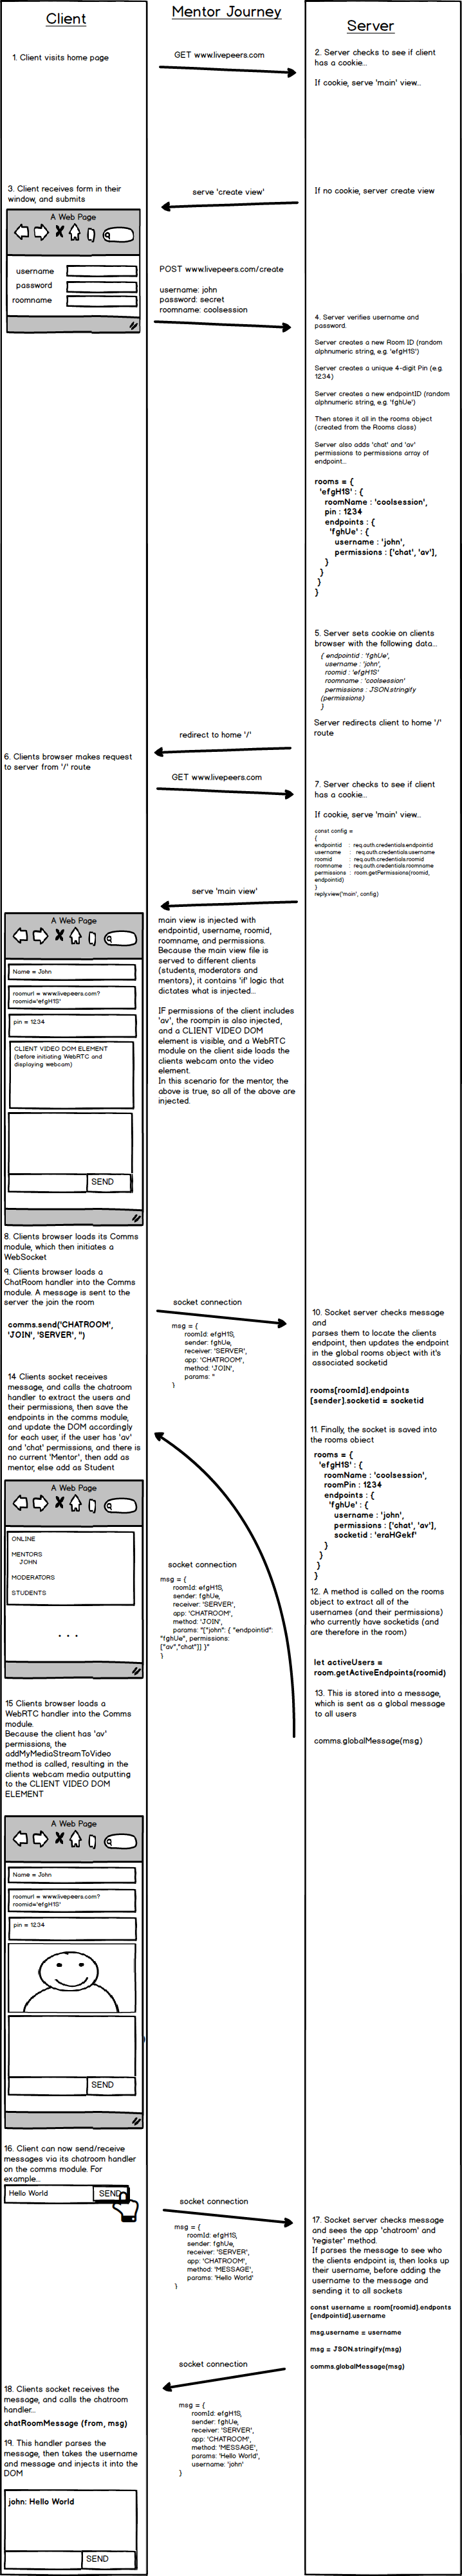 Client
Mentor Journey
Server
1. Client visits home page
GET www.livepeers.com
2. Server checks to see if client
has a cookie...
If cookie, serve 'main' view...
3. Client receives form in their
window, and submits
serve 'create view'
If no cookie, server create view
A Web Page
username
password
roomname
POST www.livepeers.com/create
username: john
password: secret
roomname: coolsession
4. Server verifies username and
password.
Server creates a new Room ID (random
alphnumeric string, e.g. 'efgH1S')
Server creates a unique 4-digit Pin (e.g.
1234)
Server creates a new endpointID (random
alphnumeric string, e.g. 'fghUe')
Then stores it all in the rooms object
(created from the Rooms class)
Server also adds 'chat' and 'av'
permissions to permissions array of
endpoint...
rooms = {
'efgH1S' : {
roomName : 'coolsession',
pin : 1234
endpoints : {
'fghUe' : {
username : 'john',
permissions : ['chat', 'av'],
}
}
}
}
5. Server sets cookie on clients
browser with the following data...
{ endpointid : 'fghUe',
username : 'john',
roomid : 'efgH1S'
roomname : 'coolsession'
permissions : JSON.stringify
(permissions)
}
Server redirects client to home '/'
route
redirect to home '/'
6. Clients browser makes request
to server from '/' route
GET www.livepeers.com
7. Server checks to see if client
has a cookie...
If cookie, serve 'main' view...
const config =
{
endpointid : req.auth.credentials.endpointid
username : req.auth.credentials.username
roomid : req.auth.credentials.roomid
roomname : req.auth.credentials.roomname
permissions : room.getPermissions(roomid,
endpointid)
}
reply.view('main', config)
serve 'main view'
A Web Page
Name = John
roomurl = www.livepeers.com?
roomid='efgH1S'
pin = 1234
CLIENT VIDEO DOM ELEMENT
(before initiating WebRTC and
displaying webcam)
SEND
main view is injected with
endpointid, username, roomid,
roomname, and permissions.
Because the main view file is
served to different clients
(students, moderators and
mentors), it contains 'if' logic that
dictates what is injected...
IF permissions of the client includes
'av', the roompin is also injected,
and a CLIENT VIDEO DOM
element is visible, and a WebRTC
module on the client side loads the
clients webcam onto the video
element.
In this scenario for the mentor, the
above is true, so all of the above are
injected.
8. Clients browser loads its Comms
module, which then initiates a
WebSocket
9. Clients browser loads a
ChatRoom handler into the Comms
module. A message is sent to the
server the join the room
comms.send('CHATROOM',
'JOIN', 'SERVER', '')
socket connection
msg = {
roomId: efgH1S,
sender: fghUe,
receiver: 'SERVER',
app: 'CHATROOM',
method: 'JOIN',
params: ''
}
10. Socket server checks message
and
parses them to locate the clients
endpoint, then updates the endpoint
in the global rooms object with it's
associated socketid
rooms[roomId].endpoints
[sender].socketid = socketid
11. Finally, the socket is saved into
the rooms object
rooms = {
'efgH1S' : {
roomName : 'coolsession',
roomPin : 1234
endpoints : {
'fghUe' : {
username : 'john',
permissions : ['chat', 'av'],
socketid : 'eraHGekf'
}
}
}
}
12. A method is called on the rooms
object to extract all of the
usernames (and their permissions)
who currently have socketids (and
are therefore in the room)
let activeUsers =
room.getActiveEndpoints(roomid)
13. This is stored into a message,
which is sent as a global message
to all users
comms.globalMessage(msg)
socket connection
msg = {
roomId: efgH1S,
sender: fghUe,
receiver: 'SERVER',
app: 'CHATROOM',
method: 'JOIN',
params: "{"john": { "endpointid":
"fghUe", permissions:
["av","chat"]} }"
}
14 Clients socket receives
message, and calls the chatroom
handler to extract the users and
their permissions, then save the
endpoints in the comms module,
and update the DOM accordingly
for each user, if the user has 'av'
and 'chat' permissions, and there is
no current 'Mentor', then add as
mentor, else add as Student
A Web Page
ONLINE
MENTORS
JOHN
MODERATORS
STUDENTS
...
15 Clients browser loads a
WebRTC handler into the Comms
module.
Because the client has 'av'
permissions, the
addMyMediaStreamToVideo
method is called, resulting in the
clients webcam media outputting
to the CLIENT VIDEO DOM
ELEMENT
A Web Page
Name = John
roomurl = www.livepeers.com?
roomid='efgH1S'
pin = 1234
SEND
16. Client can now send/receive
messages via its chatroom handler
on the comms module. For
example...
Hello World
SEND
socket connection
msg = {
roomId: efgH1S,
sender: fghUe,
receiver: 'SERVER',
app: 'CHATROOM',
method: 'MESSAGE',
params: 'Hello World'
}
17. Socket server checks message
and sees the app 'chatroom' and
'register' method.
If parses the message to see who
the clients endpoint is, then looks up
their username, before adding the
username to the message and
sending it to all sockets
const username = room[roomid].endponts
[endpointid].username
msg.username = username
msg = JSON.stringify(msg)
comms.globalMessage(msg)
socket connection
msg = {
roomId: efgH1S,
sender: fghUe,
receiver: 'SERVER',
app: 'CHATROOM',
method: 'MESSAGE',
params: 'Hello World',
username: 'john'
}
18. Clients socket receives the
message, and calls the chatroom
handler...
chatRoomMessage (from, msg)
19. This handler parses the
message, then takes the username
and message and injects it into the
DOM
john: Hello World
SEND